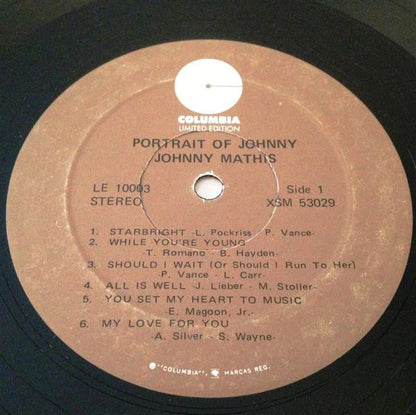 COLUMBIA
LIMITED EDITION
PORTRAIT OF JOHNNY
JOHNNY MATHIS
LE 10003 Side 1
STEREO XSM 53029
1. STARBRIGHT -L. Pockriss - P. Vance-
2. WHILE YOU'RE YOUNG
- T. Romano - B. Hayden-
3. SHOULD I WAIT (Or Should I Run To Her)
- P. Vance - L. Carr -
4. ALL IS WELL - J. Lieber - M. Stoller-
5. YOU SET MY HEART TO MUSIC
- E. Magoon, Jr.-
6. MY LOVE FOR YOU
- A. Silver - S. Wayne-
"COLUMBIA", MARCAS REG.